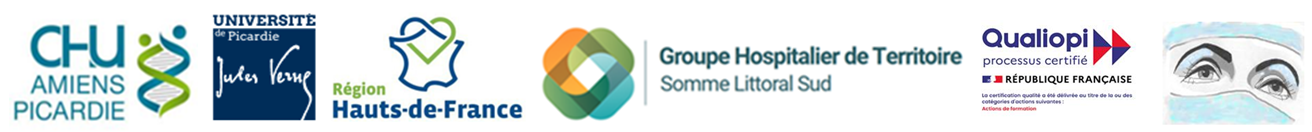 CHU
AMIENS
PICARDIE
UNIVERSITÉ
de Picardie
Jules Verne
Région
Hauts-de-France
Groupe Hospitalier de Territoire
Somme Littoral Sud
Qualiopi
processus certifié
RÉPUBLIQUE FRANÇAISE
La certification qualité a été délivrée au titre de la ou des
catégories d'actions suivantes :
Actions de formation